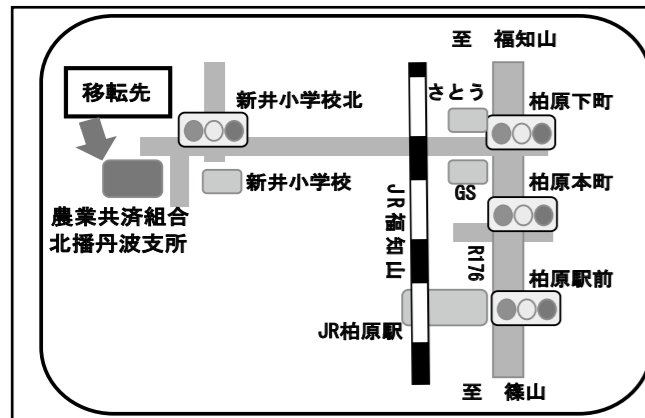 至 福知山
移転先
さとう
新井小学校北
柏原下町
新井小学校
GS
柏原本町
農業共済組合
北播丹波支所
JR福知山
R176
柏原駅前
JR柏原駅
至 篠山